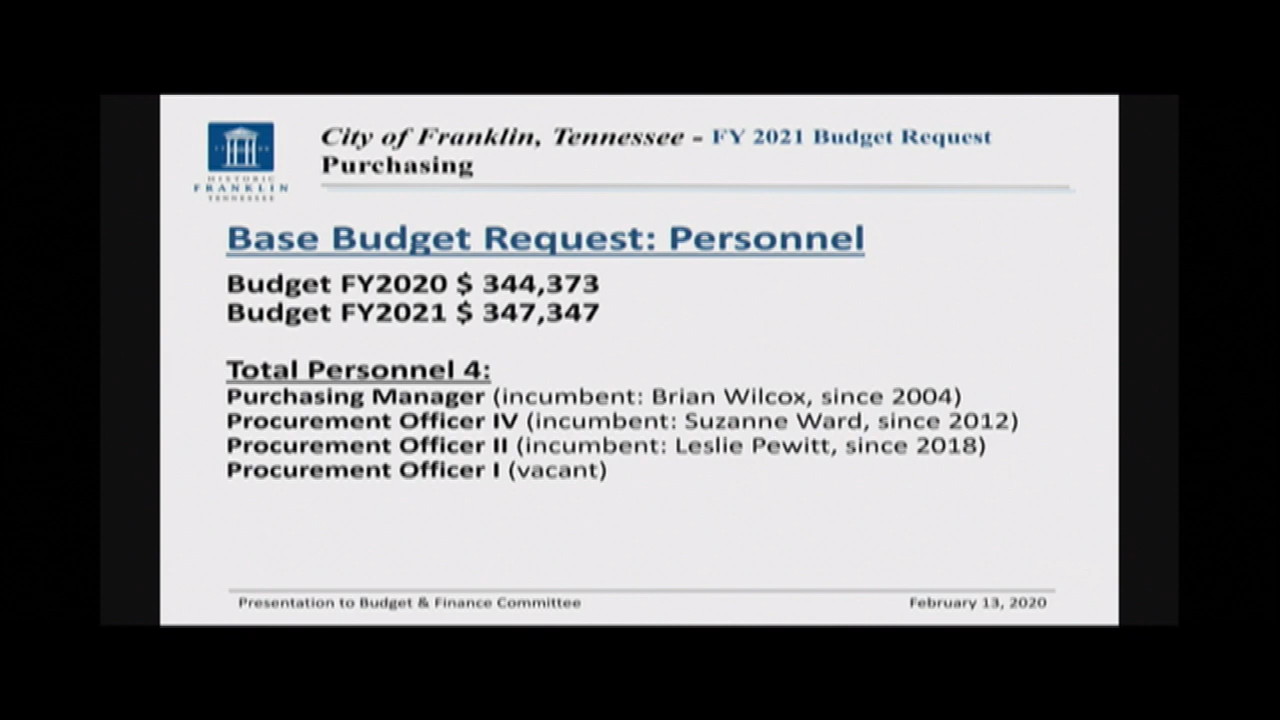 City of Franklin, Tennessee - FY 2021 Budget Request
Purchasing
HISTORIC
FRANKLIN
TENNESSEE
Base Budget Request: Personnel
Budget FY2020 $ 344,373
Budget FY2021 $ 347,347
Total Personnel 4:
Purchasing Manager (incumbent: Brian Wilcox, since 2004)
Procurement Officer IV (incumbent: Suzanne Ward, since 2012)
Procurement Officer II (incumbent: Leslie Pewitt, since 2018)
Procurement Officer I (vacant)
Presentation to Budget & Finance Committee
February 13, 2020